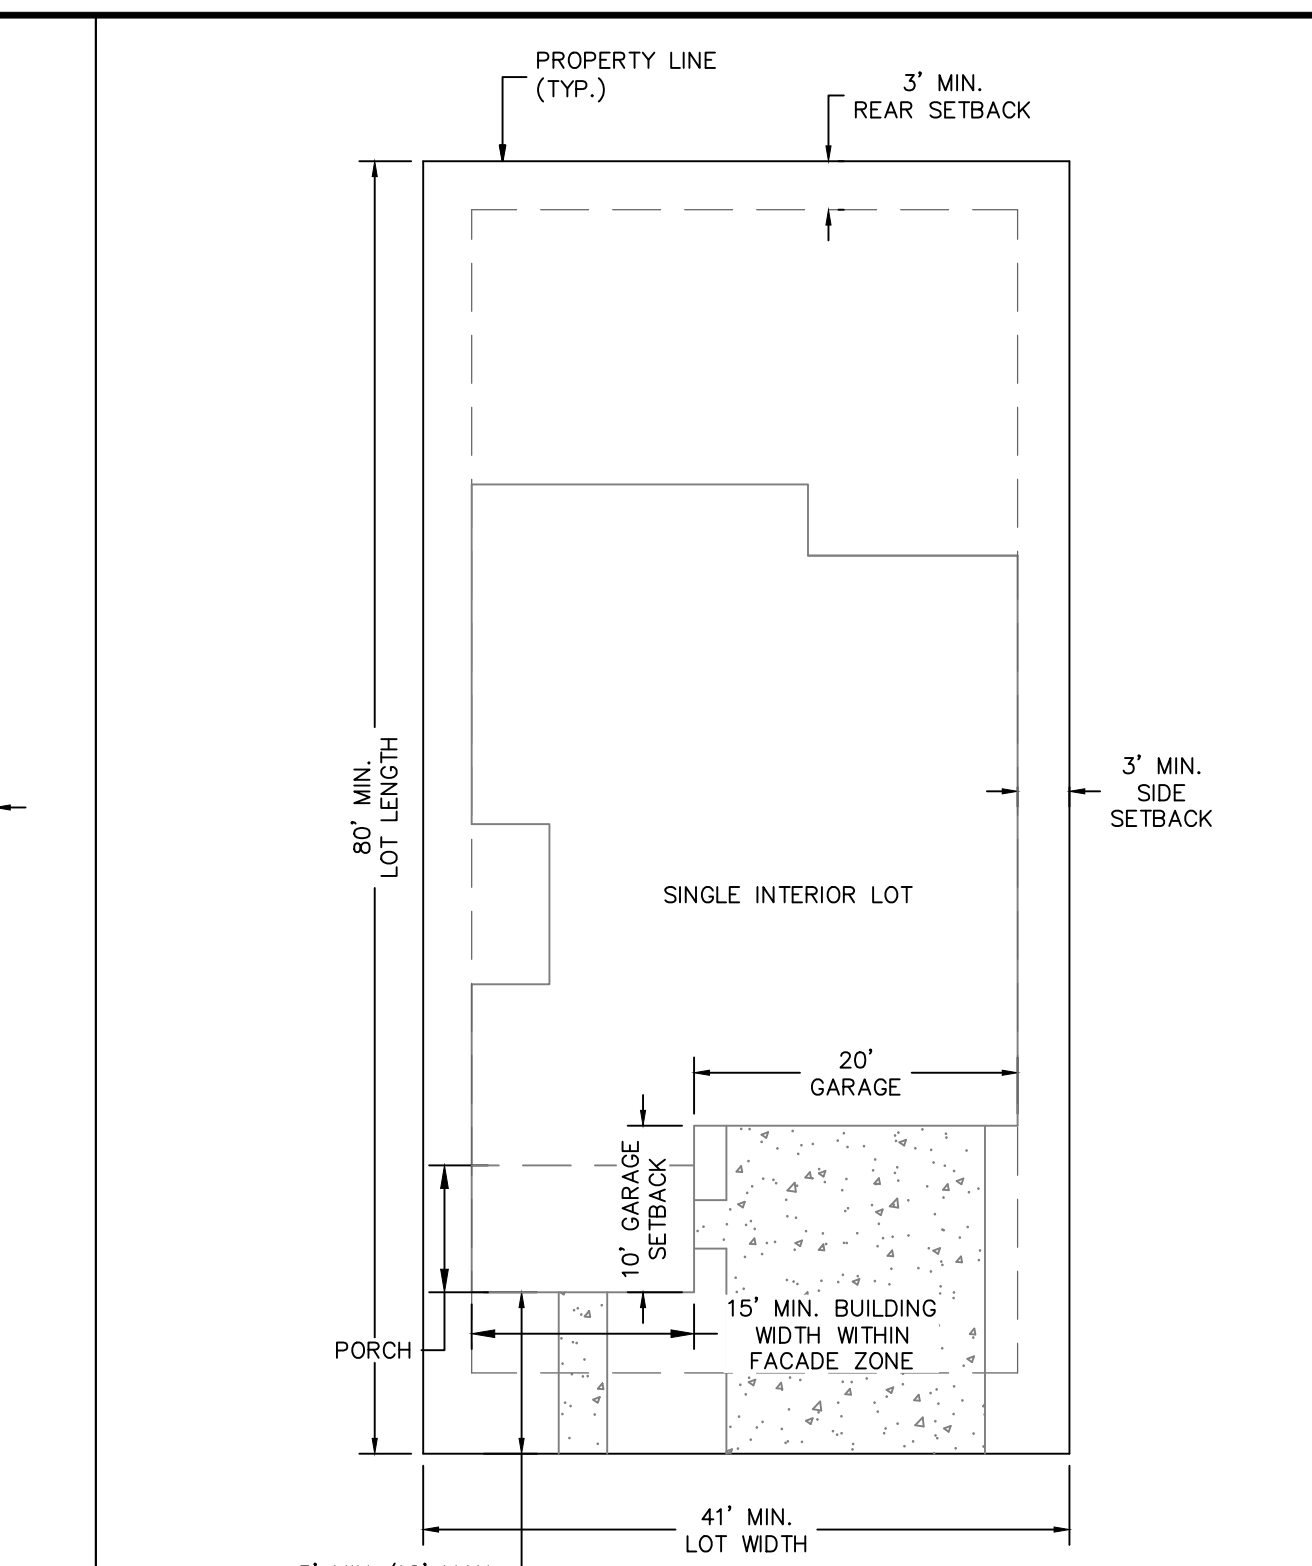 PROPERTY LINE
(TYP.)
3' MIN.
REAR SETBACK
80' MIN.
LOT LENGTH
3' MIN.
SIDE
SETBACK
SINGLE INTERIOR LOT
20'
GARAGE
10' GARAGE
SETBACK
15' MIN. BUILDING
WIDTH WITHIN
FACADE ZONE
PORCH
41' MIN.
LOT WIDTH